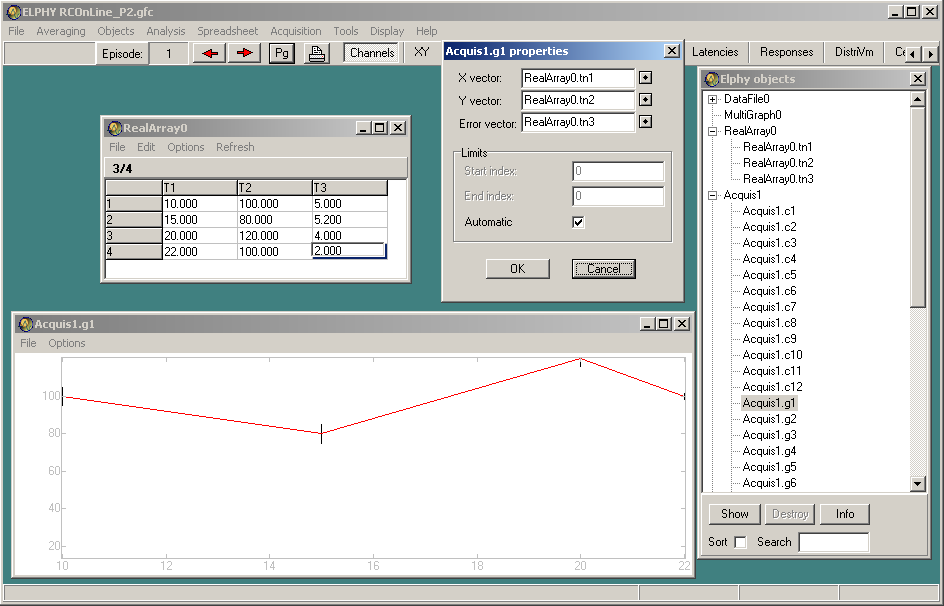 ELPHY RCOnLine_P2.gfc
File Averaging Objects Analysis Spreadsheet Acquisition Tools Display Help
Episode: 1 Pg Channels XY Latencies Responses DistriVm
Acquis1.g1 properties
X vector: RealArray0.tn1
Y vector: RealArray0.tn2
Error vector: RealArray0.tn3
Limits
Start index: 0
End index: 0
Automatic
OK Cancel
RealArray0
File Edit Options Refresh
3/4
T1 T2 T3
1 10.000 100.000 5.000
2 15.000 80.000 5.200
3 20.000 120.000 4.000
4 22.000 100.000 2.000
Elphy objects
DataFile0
MultiGraph0
RealArray0
RealArray0.tn1
RealArray0.tn2
RealArray0.tn3
Acquis1
Acquis1.c1
Acquis1.c2
Acquis1.c3
Acquis1.c4
Acquis1.c5
Acquis1.c6
Acquis1.c7
Acquis1.c8
Acquis1.c9
Acquis1.c10
Acquis1.c11
Acquis1.c12
Acquis1.g1
Acquis1.g2
Acquis1.g3
Acquis1.g4
Acquis1.g5
Acquis1.g6
Show Destroy Info
Sort Search
Acquis1.g1
File Options
100
80
60
40
20
10 12 14 16 18 20 22